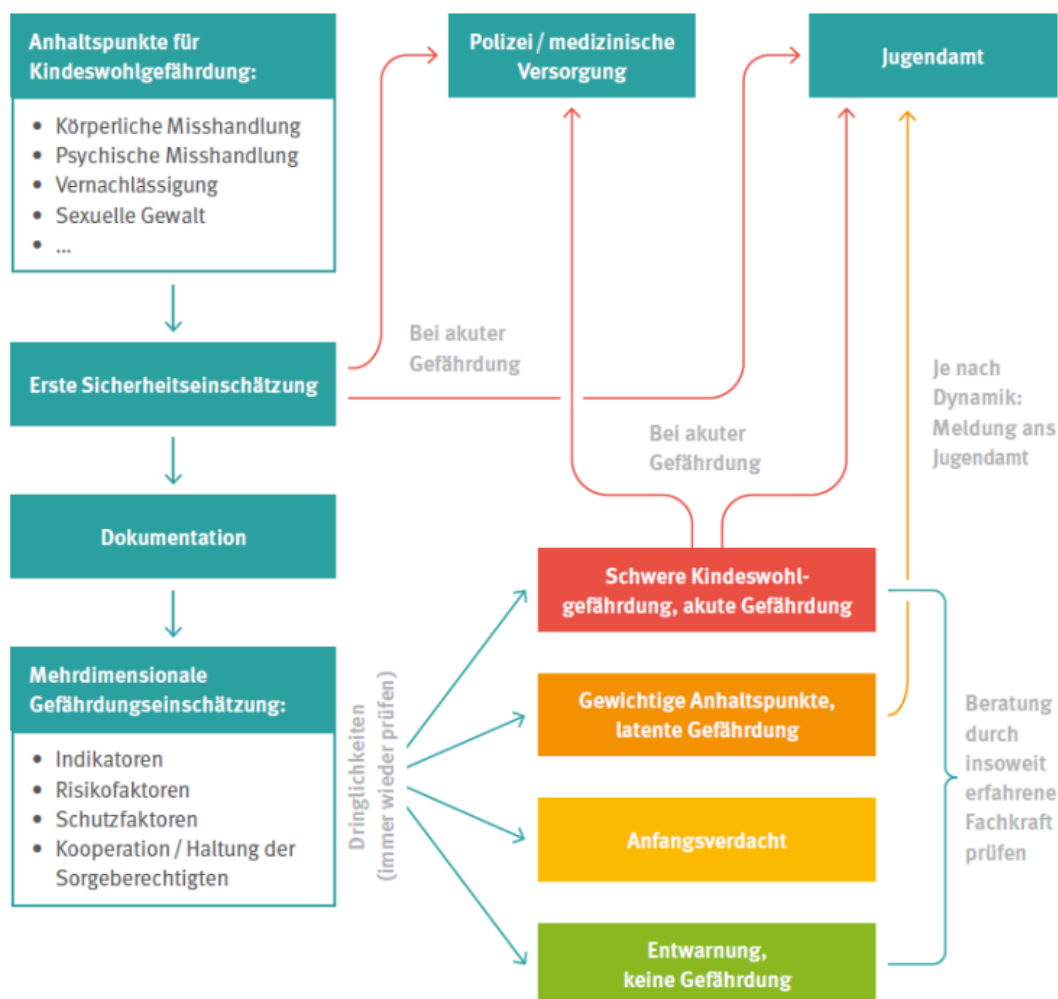 Anhaltspunkte für
Kindeswohlgefährdung:
• Körperliche Misshandlung
• Psychische Misshandlung
• Vernachlässigung
• Sexuelle Gewalt
• ...
Polizei / medizinische
Versorgung
Jugendamt
Bei akuter
Gefährdung
Erste Sicherheitseinschätzung
Je nach
Dynamik:
Meldung ans
Jugendamt
Bei akuter
Gefährdung
Dokumentation
Mehrdimensionale
Gefährdungseinschätzung:
• Indikatoren
• Risikofaktoren
• Schutzfaktoren
• Kooperation / Haltung der
Sorgeberechtigten
Dringlichkeiten
(immer wieder prüfen)
Schwere Kindeswohl-
gefährdung, akute Gefährdung
Gewichtige Anhaltspunkte,
latente Gefährdung
Anfangsverdacht
Entwarnung,
keine Gefährdung
Beratung
durch
insoweit
erfahrene
Fachkraft
prüfen